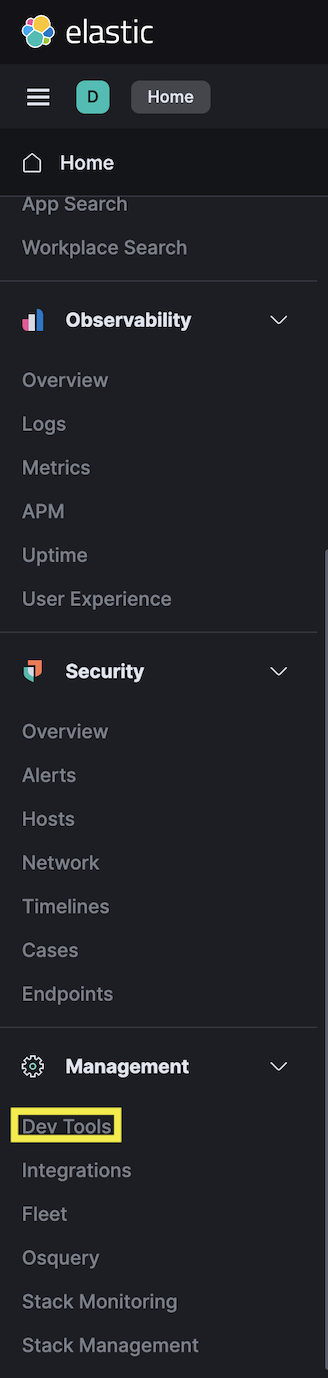 elastic
D Home
Home
App Search
Workplace Search
Observability
Overview
Logs
Metrics
APM
Uptime
User Experience
Security
Overview
Alerts
Hosts
Network
Timelines
Cases
Endpoints
Management
Dev Tools
Integrations
Fleet
Osquery
Stack Monitoring
Stack Management